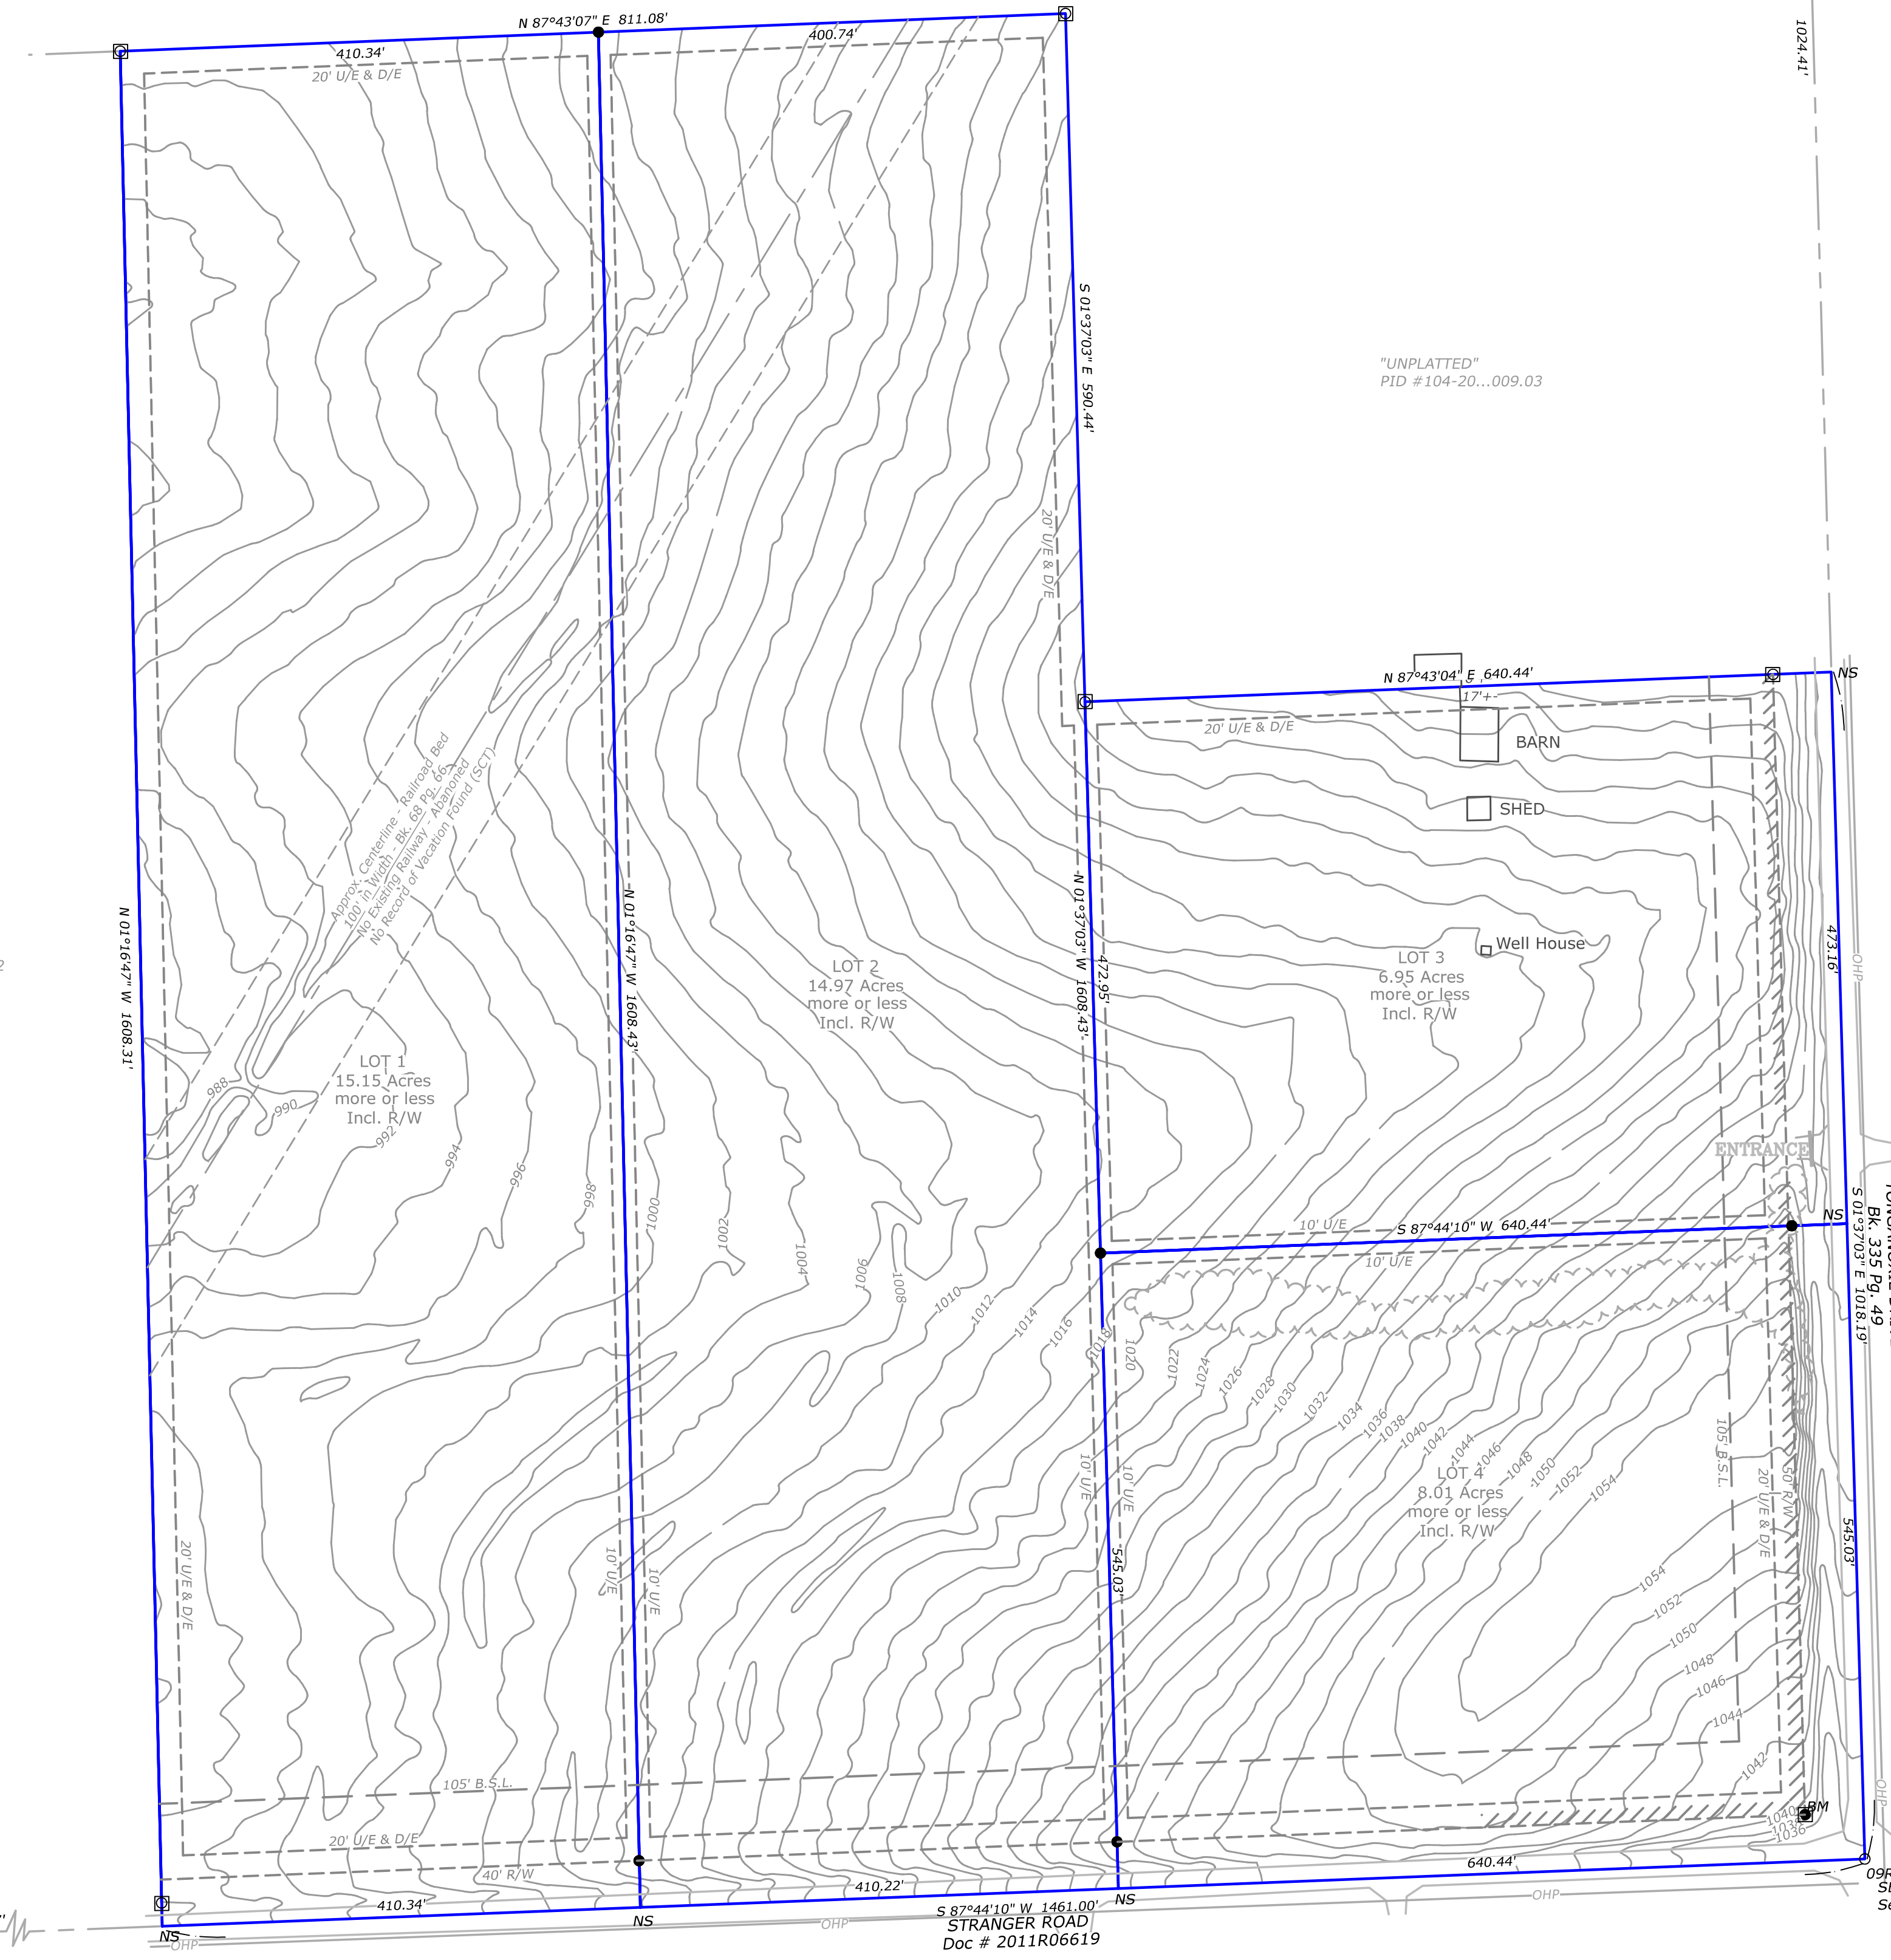 N 87°43'07" E 811.08'
410.34'
400.74'
20' U/E & D/E
1024.41'
S 01°37'03" E 590.44'
"UNPLATTED"
PID #104-20...009.03
20' U/E & D/E
N 87°43'04" E 640.44'
NS
17'+-
20' U/E & D/E
BARN
SHED
Approx. Centerline - Railroad Bed
100' in Width - Bk. 68 Pg. 66
No Existing Railway - Abanoned
No Record of Vacation Found (SCT)
N 01°16'47" W 1608.31'
N 01°16'47" W 1608.43'
N 01°37'03" W 1608.43'
472.95'
473.16'
OHP
Well House
LOT 2
14.97 Acres
more or less
Incl. R/W
LOT 3
6.95 Acres
more or less
Incl. R/W
LOT 1
15.15 Acres
more or less
Incl. R/W
988
990
992
994
996
998
1000
1002
1004
1006
1008
1010
1012
1014
1016
1018
1020
1022
1024
1026
1028
1030
1032
1034
1036
1038
1040
1042
1044
1046
1048
1050
1052
1054
ENTRANCE
10' U/E
S 87°44'10" W 640.44'
NS
10' U/E
S 01°37'03" E 1018.19'
Bk. 335 Pg. 49
LOT 4
8.01 Acres
more or less
Incl. R/W
105' B.S.L.
20' U/E & D/E
50' R/W
10' U/E
10' U/E
545.03'
545.03'
20' U/E & D/E
10' U/E
10' U/E
1054
1052
1050
1048
1046
1044
1042
1040
1038
1036
BM
105' B.S.L.
20' U/E & D/E
40' R/W
OHP
640.44'
410.22'
410.34'
NS
NS
NS
S 87°44'10" W 1461.00'
STRANGER ROAD
Doc # 2011R06619
OHP
OHP
OHP